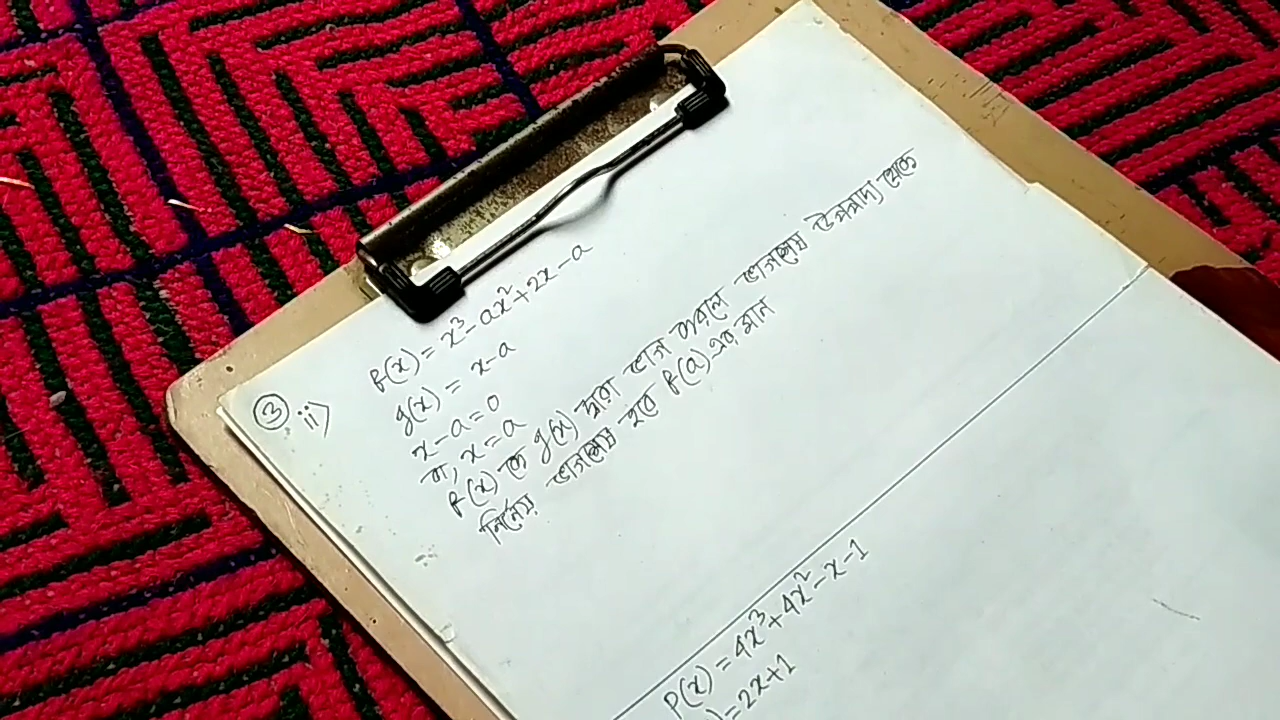 ③ ii) f(x) = x³ - ax² + 2x - a
g(x) = x - a
x - a = 0
বা, x = a
f(x) কে g(x) দ্বারা ভাগ করলে ভাগশেষ উপপাদ্য থেকে
নির্নেয় ভাগশেষ হবে f(a) এর মান
P(x) = 4x³ + 4x² - x - 1
) = 2x + 1